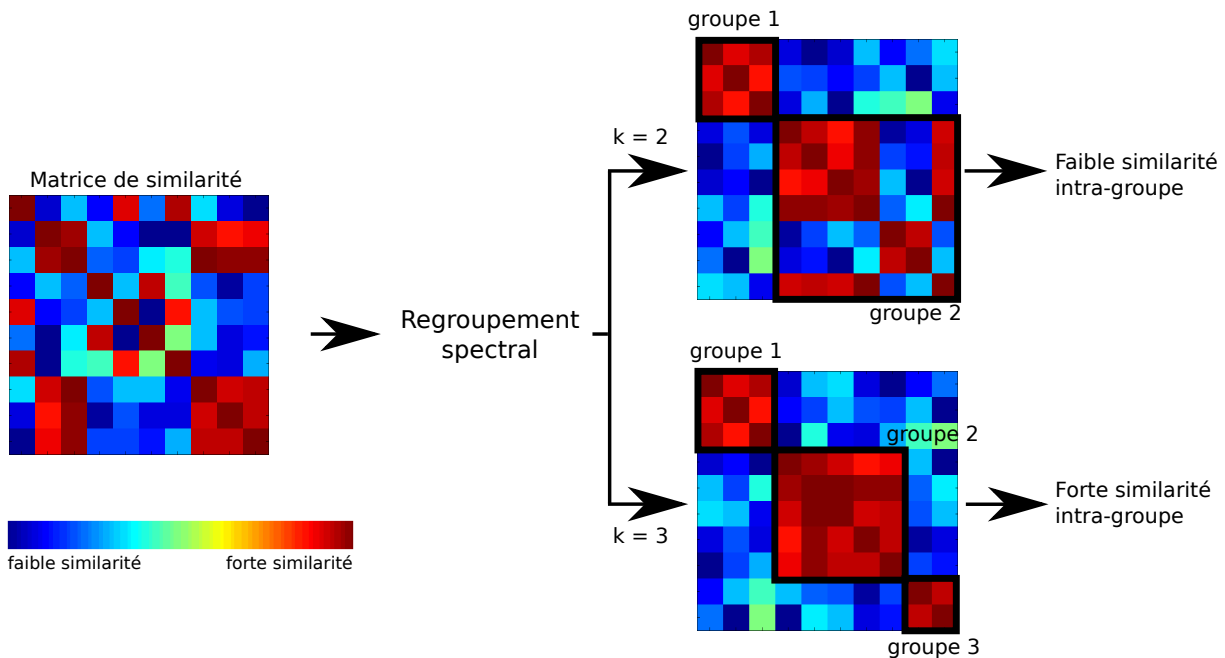 Matrice de similarité
faible similarité
forte similarité
Regroupement
spectral
k = 2
groupe 1
groupe 2
Faible similarité
intra-groupe
k = 3
groupe 1
groupe 2
groupe 3
Forte similarité
intra-groupe